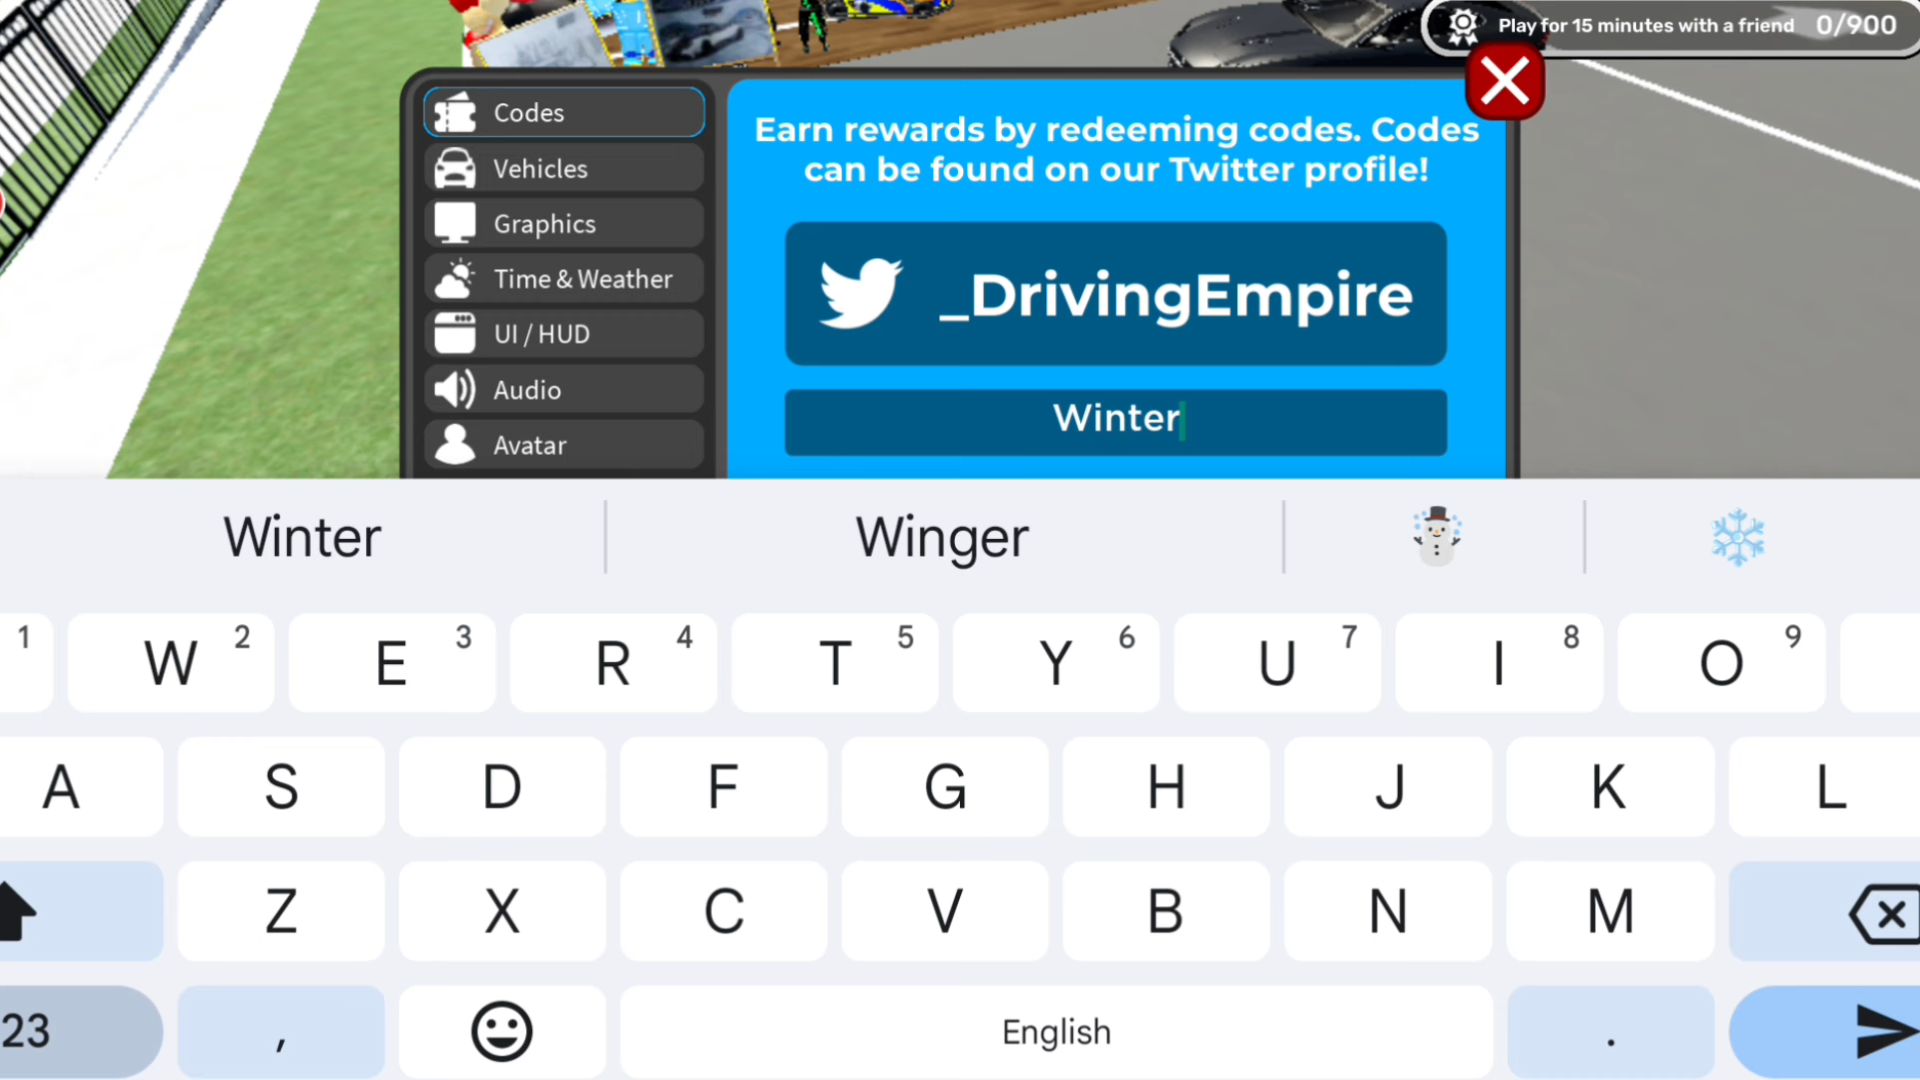 Play for 15 minutes with a friend 0/900
Codes
Vehicles
Graphics
Time & Weather
UI / HUD
Audio
Avatar
Earn rewards by redeeming codes. Codes
can be found on our Twitter profile!
_DrivingEmpire
Winter
Winter Winger
1 W 2 E 3 R 4 T 5 Y 6 U 7 I 8 O 9
A S D F G H J K L
Z X C V B N M
23 , English .